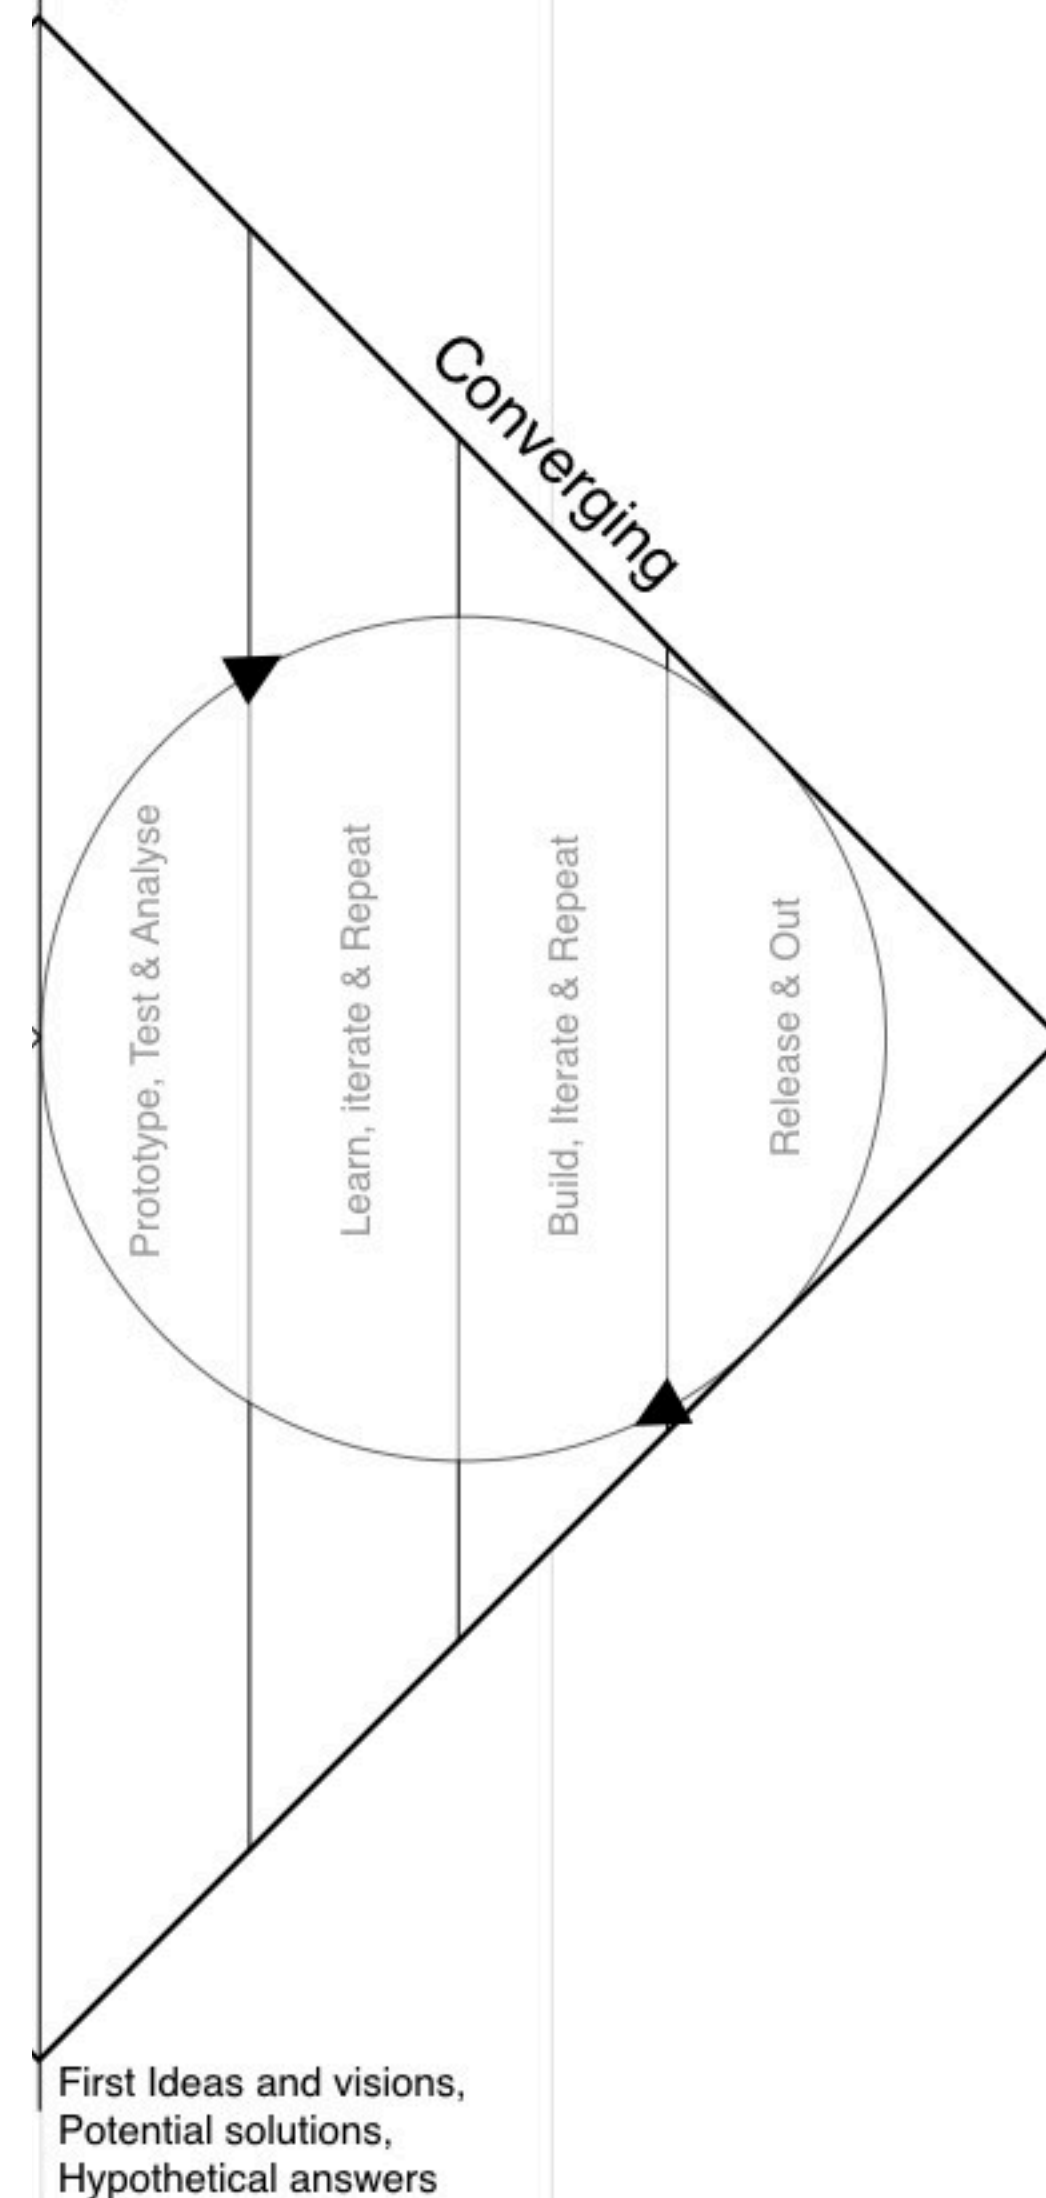 Converging
Prototype, Test & Analyse
Learn, iterate & Repeat
Build, Iterate & Repeat
Release & Out
First Ideas and visions,
Potential solutions,
Hypothetical answers